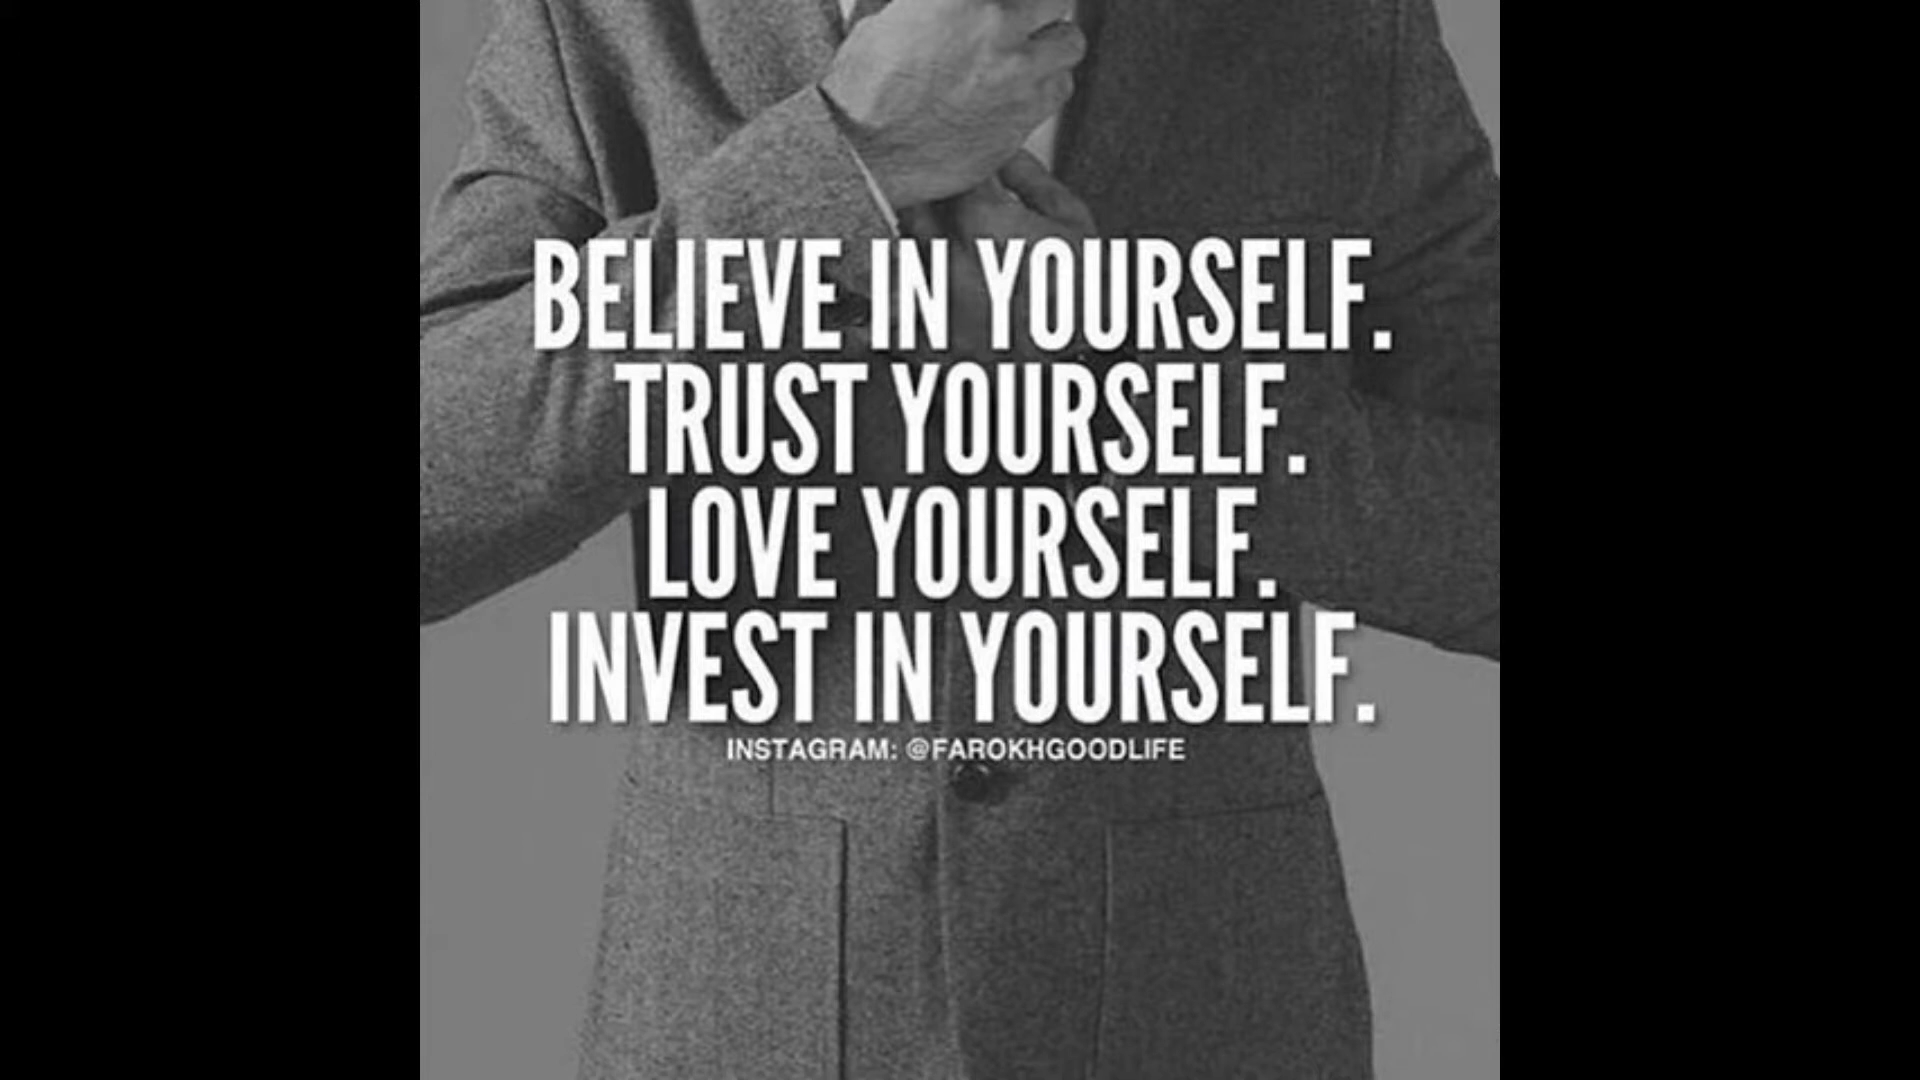 BELIEVE IN YOURSELF.
TRUST YOURSELF.
LOVE YOURSELF.
INVEST IN YOURSELF.
INSTAGRAM: @FAROKHGOODLIFE